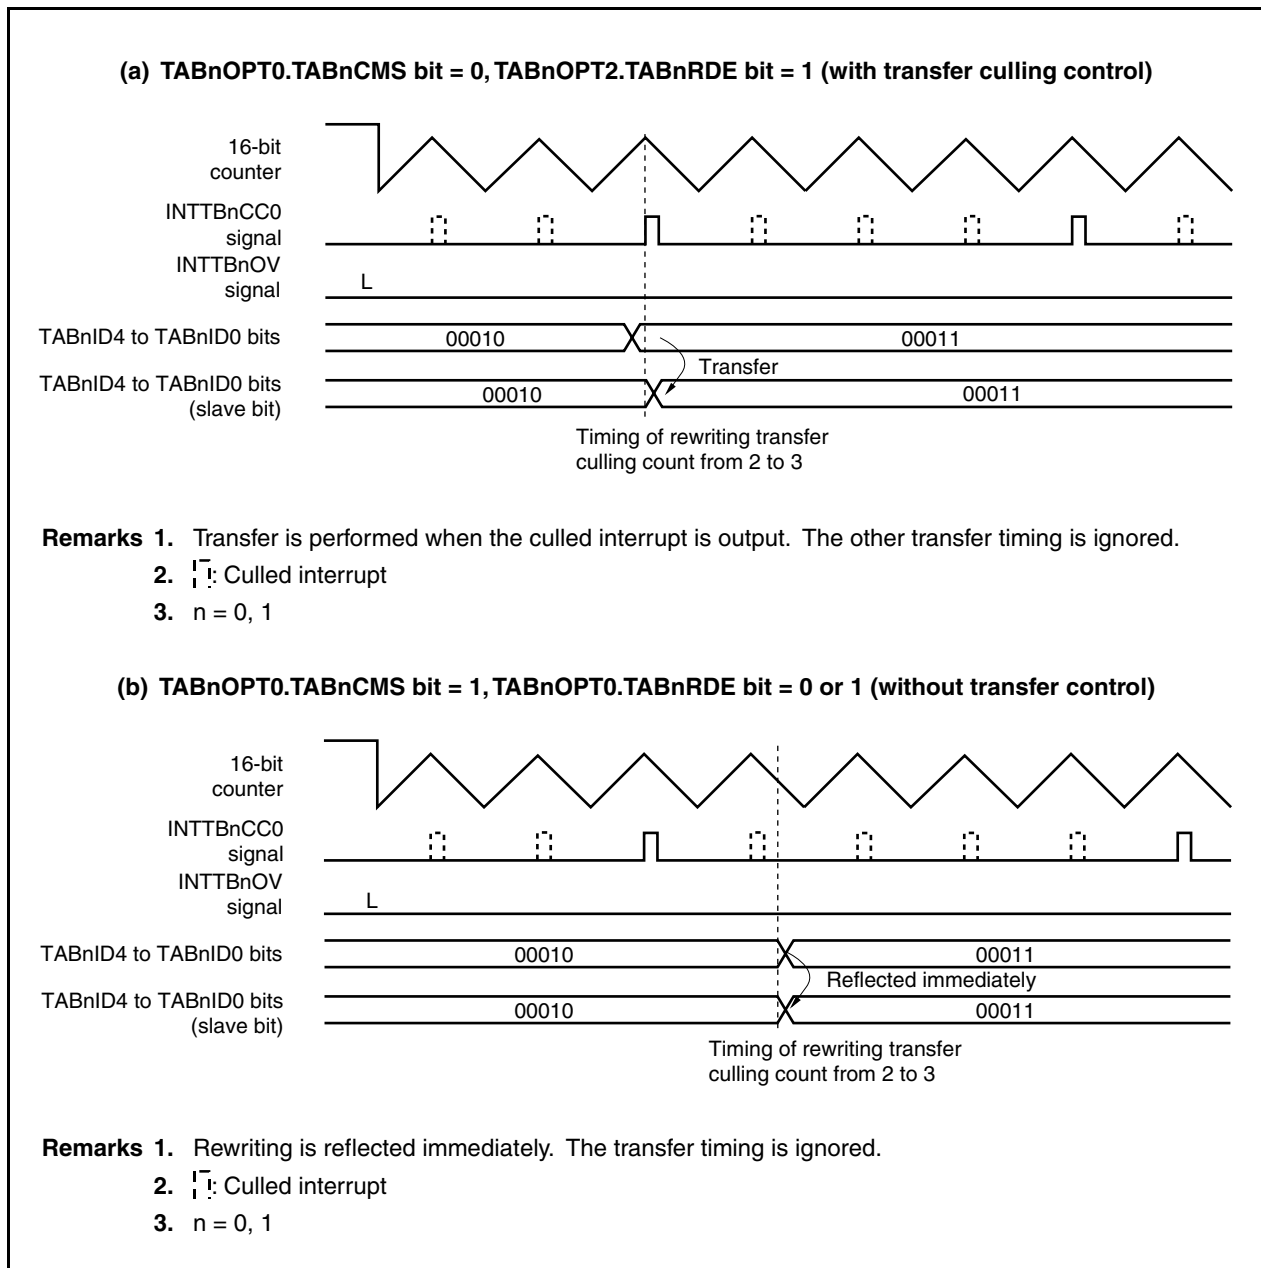 (a) TABnOPT0.TABnCMS bit = 0, TABnOPT2.TABnRDE bit = 1 (with transfer culling control)
16-bit
counter
INTTBnCC0
signal
INTTBnOV
signal
L
TABnID4 to TABnID0 bits
00010
00011
Transfer
TABnID4 to TABnID0 bits
(slave bit)
00010
00011
Timing of rewriting transfer
culling count from 2 to 3
Remarks 1. Transfer is performed when the culled interrupt is output. The other transfer timing is ignored.
2. : Culled interrupt
3. n = 0, 1
(b) TABnOPT0.TABnCMS bit = 1, TABnOPT0.TABnRDE bit = 0 or 1 (without transfer control)
16-bit
counter
INTTBnCC0
signal
INTTBnOV
signal
L
TABnID4 to TABnID0 bits
00010
00011
Reflected immediately
TABnID4 to TABnID0 bits
(slave bit)
00010
00011
Timing of rewriting transfer
culling count from 2 to 3
Remarks 1. Rewriting is reflected immediately. The transfer timing is ignored.
2. : Culled interrupt
3. n = 0, 1